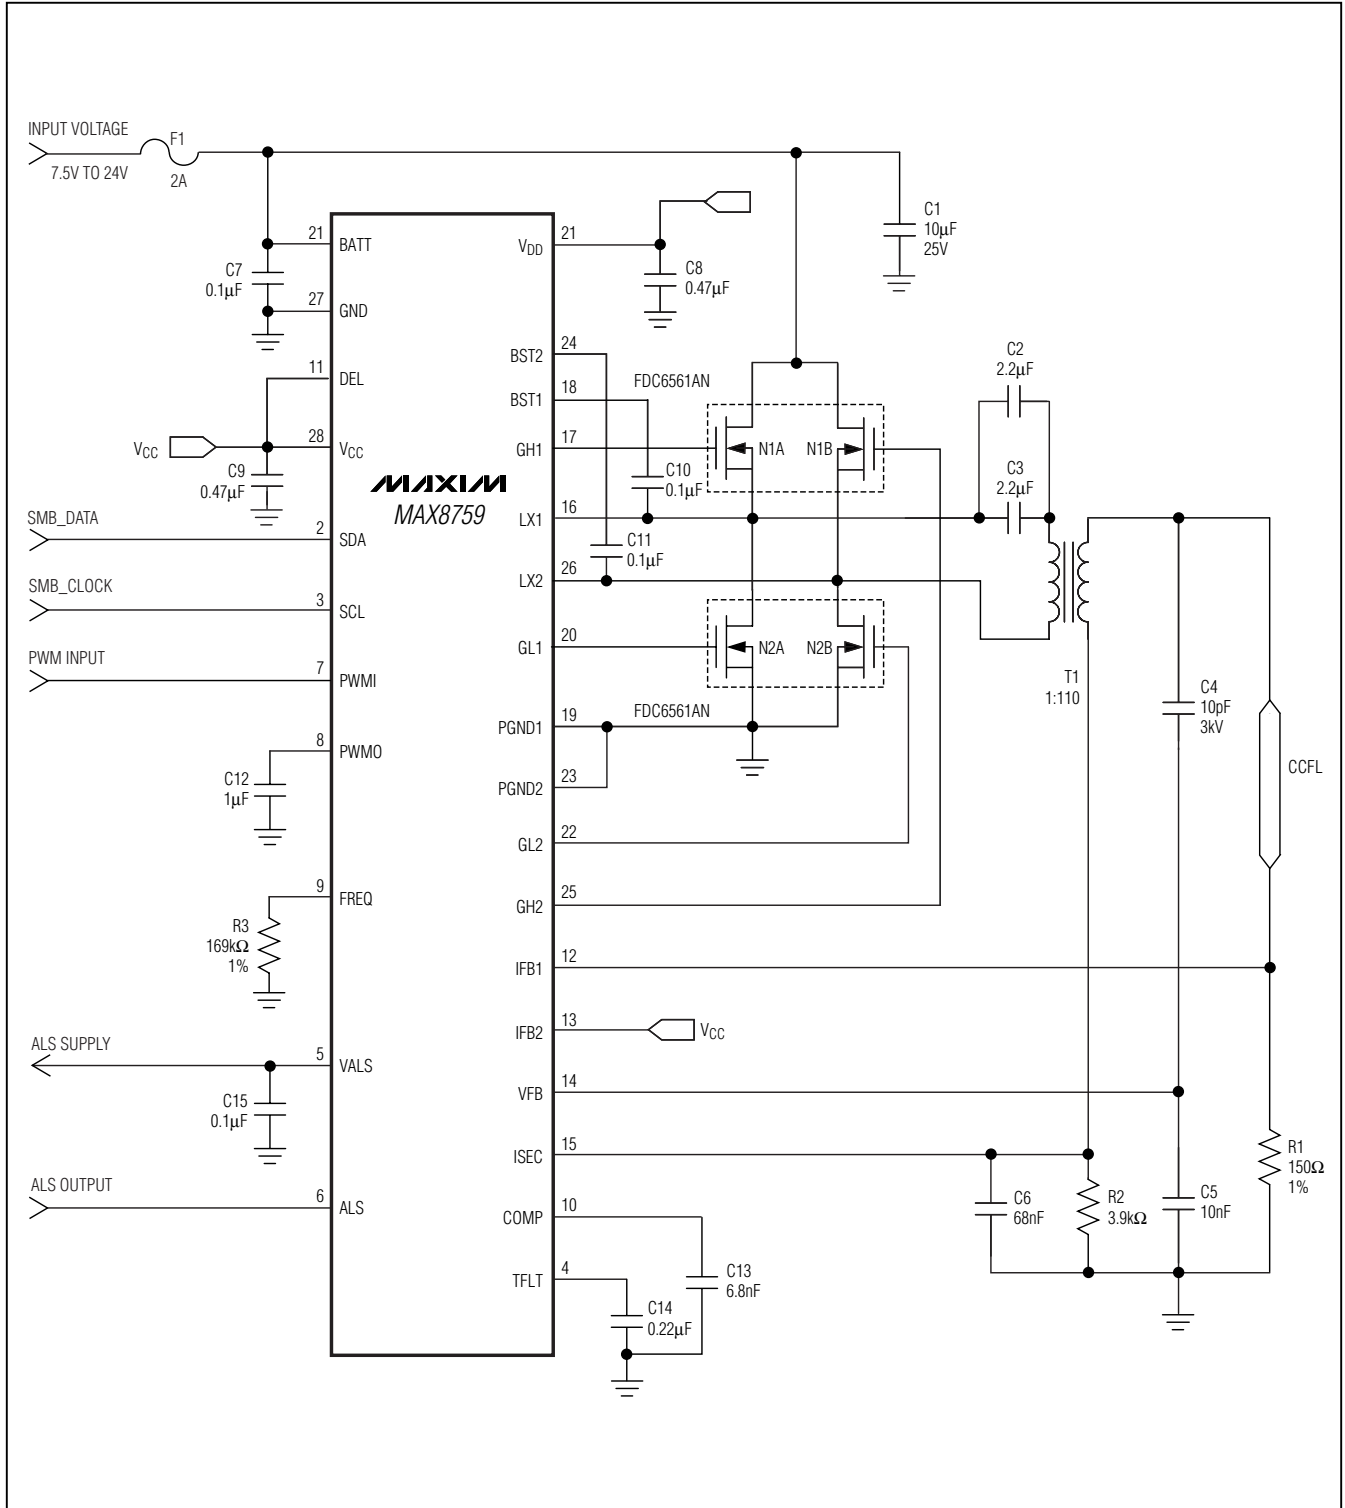 INPUT VOLTAGE
7.5V TO 24V
F1
2A
C1
10μF
25V
21
BATT
VDD
21
C7
0.1μF
C8
0.47μF
27
GND
BST2
24
11
DEL
BST1
18
FDC6561AN
C2
2.2μF
VCC
28
VCC
GH1
17
N1A
N1B
C9
0.47μF
MAXIM
MAX8759
C10
0.1μF
C3
2.2μF
SMB_DATA
2
SDA
LX1
16
C11
0.1μF
SMB_CLOCK
3
SCL
LX2
26
GL1
20
N2A
N2B
PWM INPUT
7
PWMI
T1
1:110
C4
10pF
3kV
PGND1
19
FDC6561AN
8
PWMO
C12
1μF
PGND2
23
CCFL
GL2
22
9
FREQ
GH2
25
R3
169kΩ
1%
IFB1
12
IFB2
13
VCC
ALS SUPPLY
5
VALS
C15
0.1μF
VFB
14
ISEC
15
R1
150Ω
1%
ALS OUTPUT
6
ALS
COMP
10
C6
68nF
R2
3.9kΩ
C5
10nF
TFLT
4
C13
6.8nF
C14
0.22μF